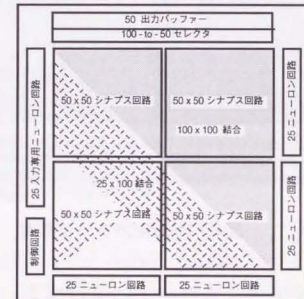 50 出力バッファー
100 - to - 50 セレクタ
25 入力専用ニューロン回路
制御回路
50 x 50 シナプス回路
50 x 50 シナプス回路
100 x 100 結合
25 x 100 結合
50 x 50 シナプス回路
50 x 50 シナプス回路
25 ニューロン回路
25 ニューロン回路
25 ニューロン回路
25 ニューロン回路